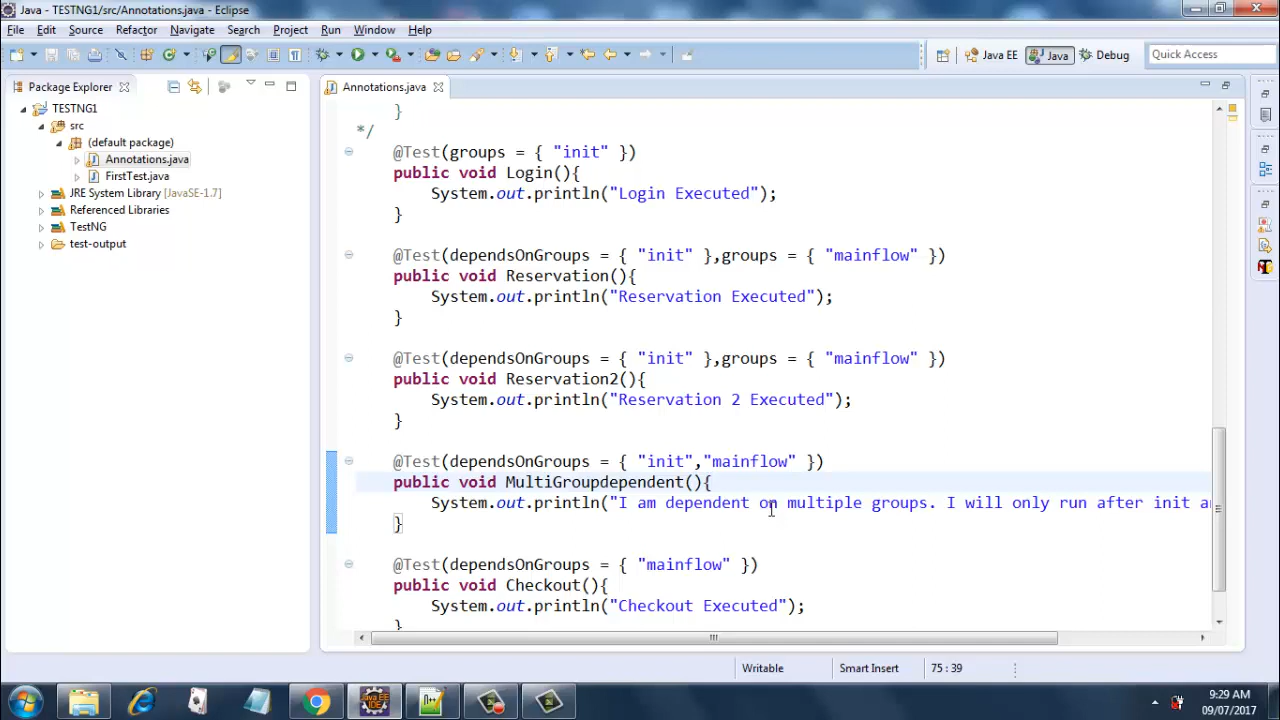 Java - TESTNG1/src/Annotations.java - Eclipse
File Edit Source Refactor Navigate Search Project Run Window Help
Java EE Java Debug Quick Access
Package Explorer
Annotations.java
TESTNG1
src
(default package)
Annotations.java
FirstTest.java
JRE System Library [JavaSE-1.7]
Referenced Libraries
TestNG
test-output
}
*/
@Test(groups = { "init" })
public void Login(){
System.out.println("Login Executed");
}
@Test(dependsOnGroups = { "init" },groups = { "mainflow" })
public void Reservation(){
System.out.println("Reservation Executed");
}
@Test(dependsOnGroups = { "init" },groups = { "mainflow" })
public void Reservation2(){
System.out.println("Reservation 2 Executed");
}
@Test(dependsOnGroups = { "init","mainflow" })
public void MultiGroupdependent(){
System.out.println("I am dependent on multiple groups. I will only run after init a
}
@Test(dependsOnGroups = { "mainflow" })
public void Checkout(){
System.out.println("Checkout Executed");
}
Writable Smart Insert 75 : 39
Java EE
IDE
9:29 AM
09/07/2017